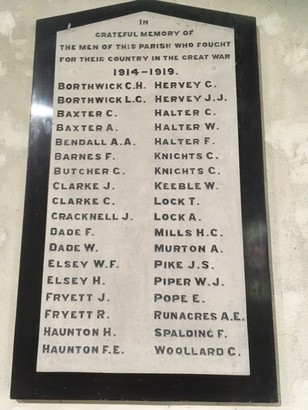 IN
GRATEFUL MEMORY OF
THE MEN OF THIS PARISH WHO FOUGHT
FOR THEIR COUNTRY IN THE GREAT WAR
1914-1919.
BORTHWICK C.H. HERVEY G.
BORTHWICK L.C. HERVEY J.J.
BAXTER C. HALTER C.
BAXTER A. HALTER W.
BENDALL A.A. HALTER F.
BARNES F. KNIGHTS G.
BUTCHER G. KNIGHTS C.
CLARKE J. KEEBLE W.
CLARKE C. LOCK T.
CRACKNELL J. LOCK A.
DADE F. MILLS H.C.
DADE W. MURTON A.
ELSEY W.F. PIKE J.S.
ELSEY H. PIPER W.J.
FRYETT J. POPE E.
FRYETT R. RUNACRES A.E.
HAUNTON H. SPALDING F.
HAUNTON F.E. WOOLLARD G.